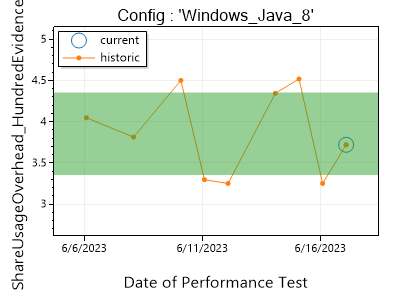 Config : 'Windows_Java_8'
ShareUsageOverhead_HundredEvidence
5
4.5
4
3.5
3
current
historic
6/6/2023
6/11/2023
6/16/2023
Date of Performance Test